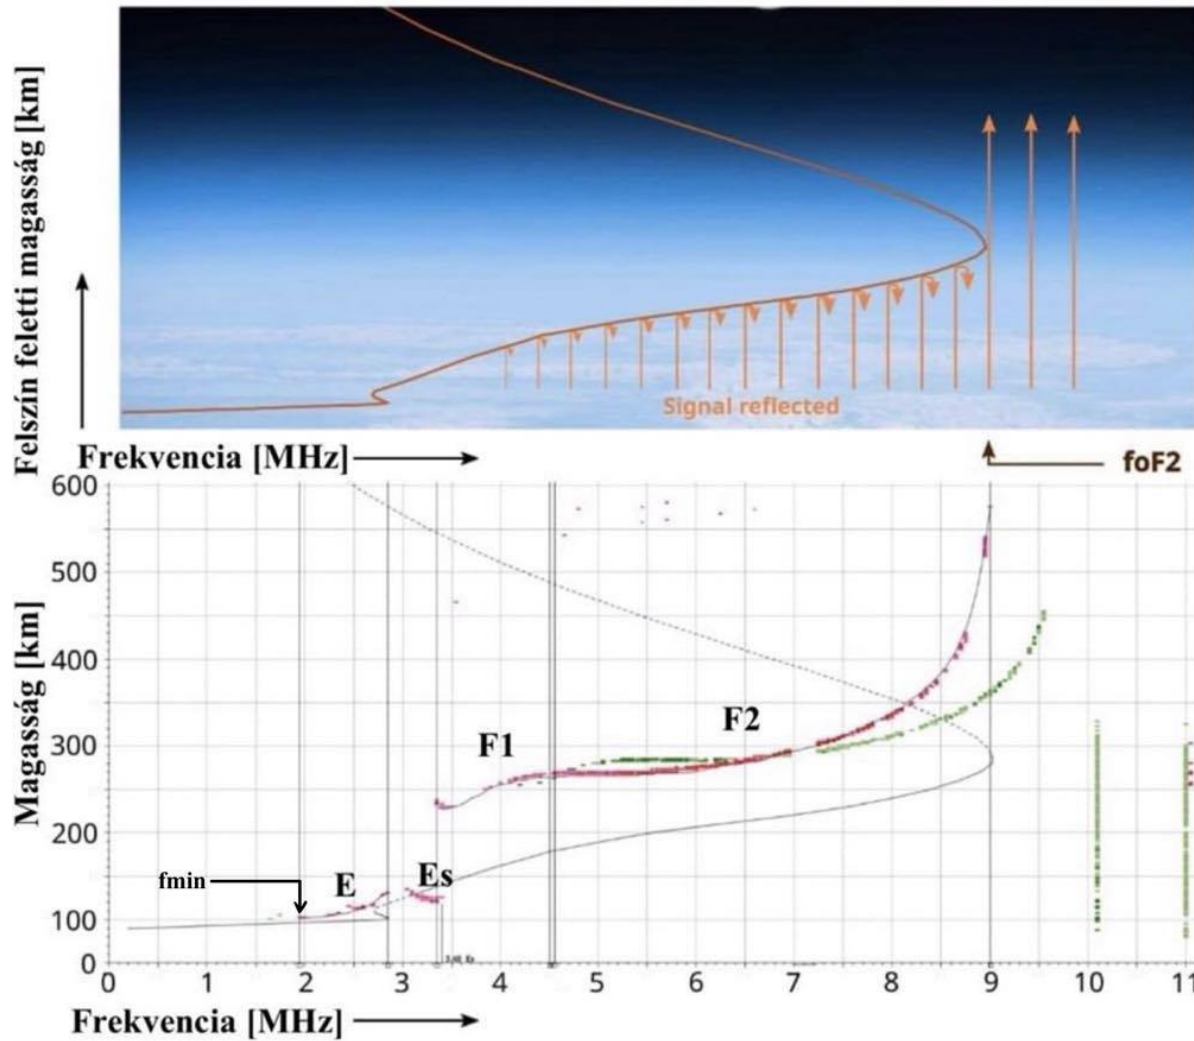 Felszín feletti magasság [km]
Signal reflected
Frekvencia [MHz]
foF2
Magasság [km]
600
500
400
300
200
100
0
F1
F2
fmin
E
Es
0 1 2 3 4 5 6 7 8 9 10 11
Frekvencia [MHz]